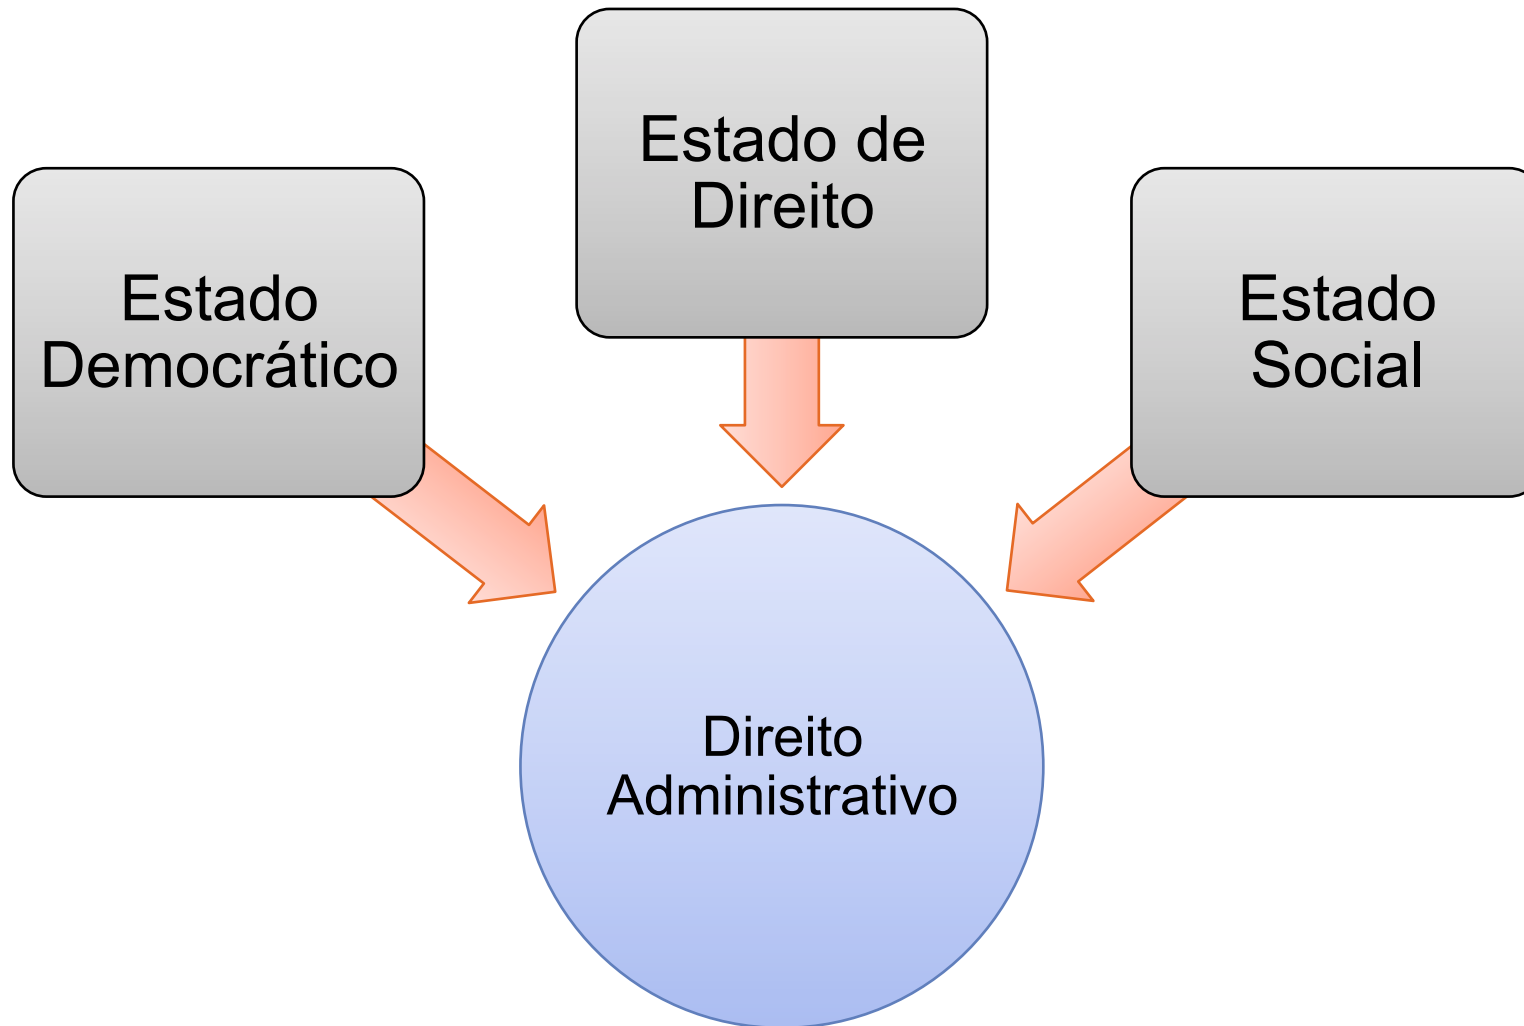 Estado de
Direito
Estado
Democrático
Estado
Social
Direito
Administrativo